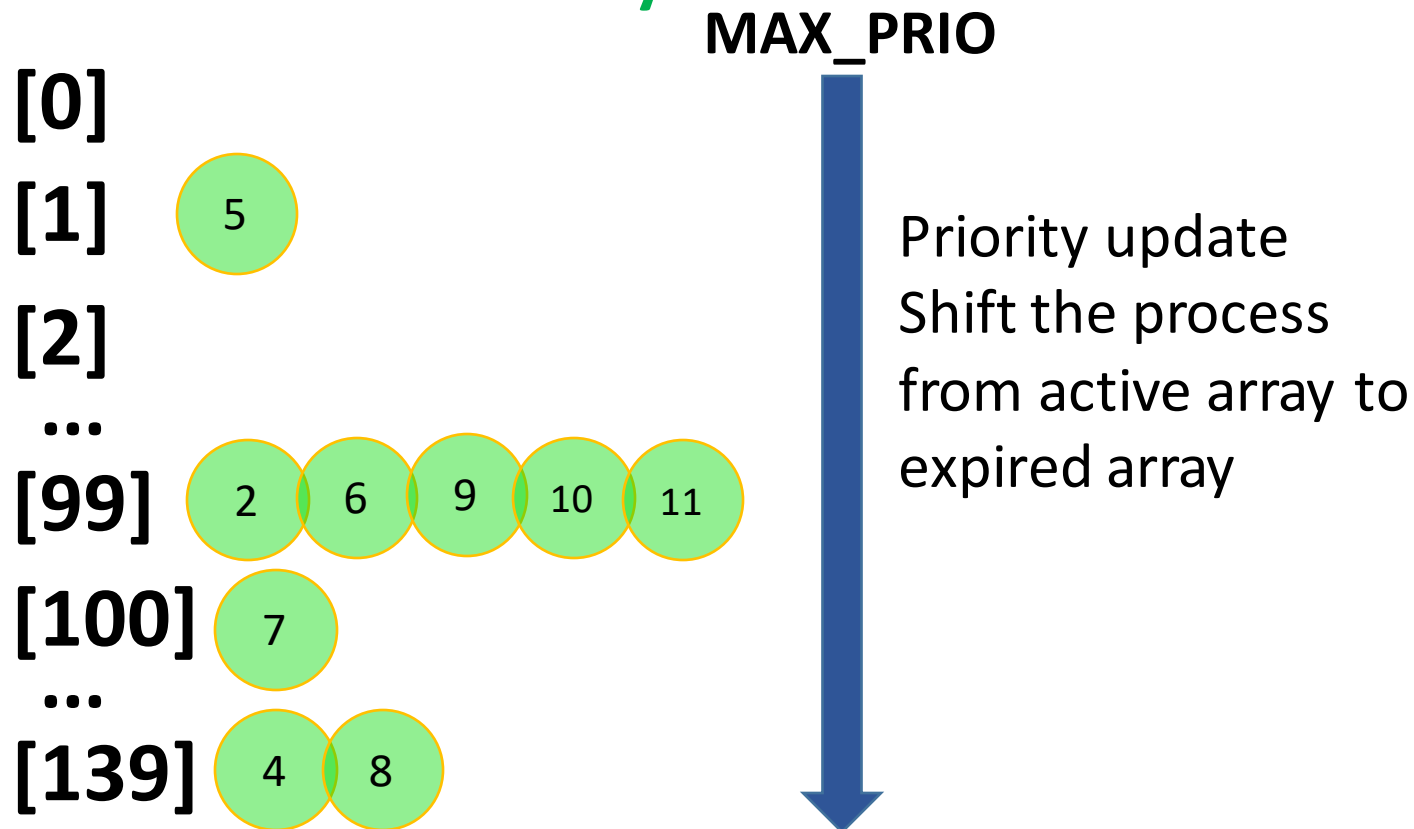 MAX_PRIO
[0]
[1] 5
[2]
...
[99] 2 6 9 10 11
[100] 7
...
[139] 4 8
Priority update
Shift the process
from active array to
expired array